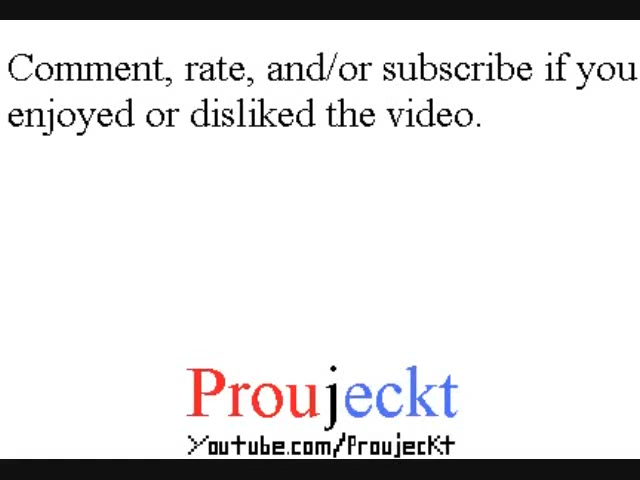 Comment, rate, and/or subscribe if you
enjoyed or disliked the video.
Proujeckt
Youtube.com/ProujecKt